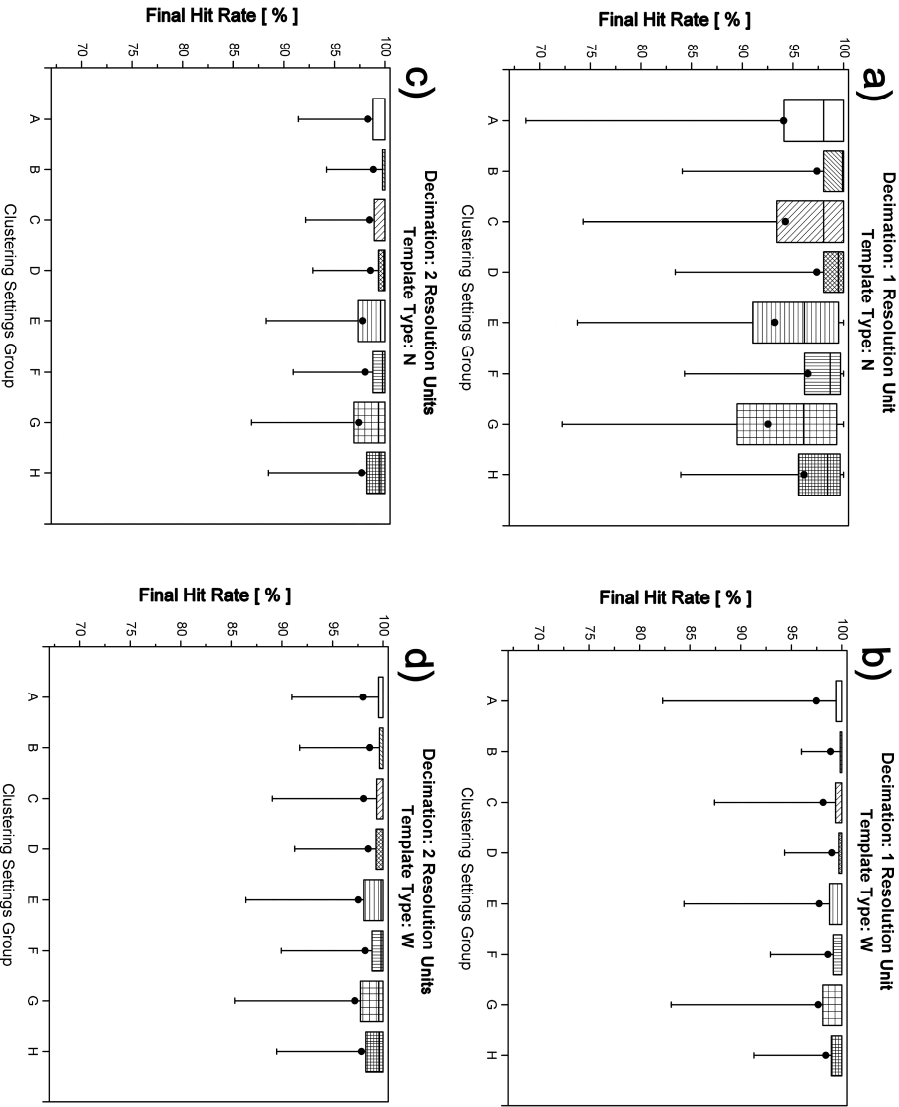 a)
Decimation: 1 Resolution Unit
Template Type: N
Final Hit Rate [ % ]
100
95
90
85
80
75
70
A B C D E F G H
Clustering Settings Group
b)
Decimation: 1 Resolution Unit
Template Type: W
Final Hit Rate [ % ]
100
95
90
85
80
75
70
A B C D E F G H
Clustering Settings Group
c)
Decimation: 2 Resolution Units
Template Type: N
Final Hit Rate [ % ]
100
95
90
85
80
75
70
A B C D E F G H
Clustering Settings Group
d)
Decimation: 2 Resolution Units
Template Type: W
Final Hit Rate [ % ]
100
95
90
85
80
75
70
A B C D E F G H
Clustering Settings Group